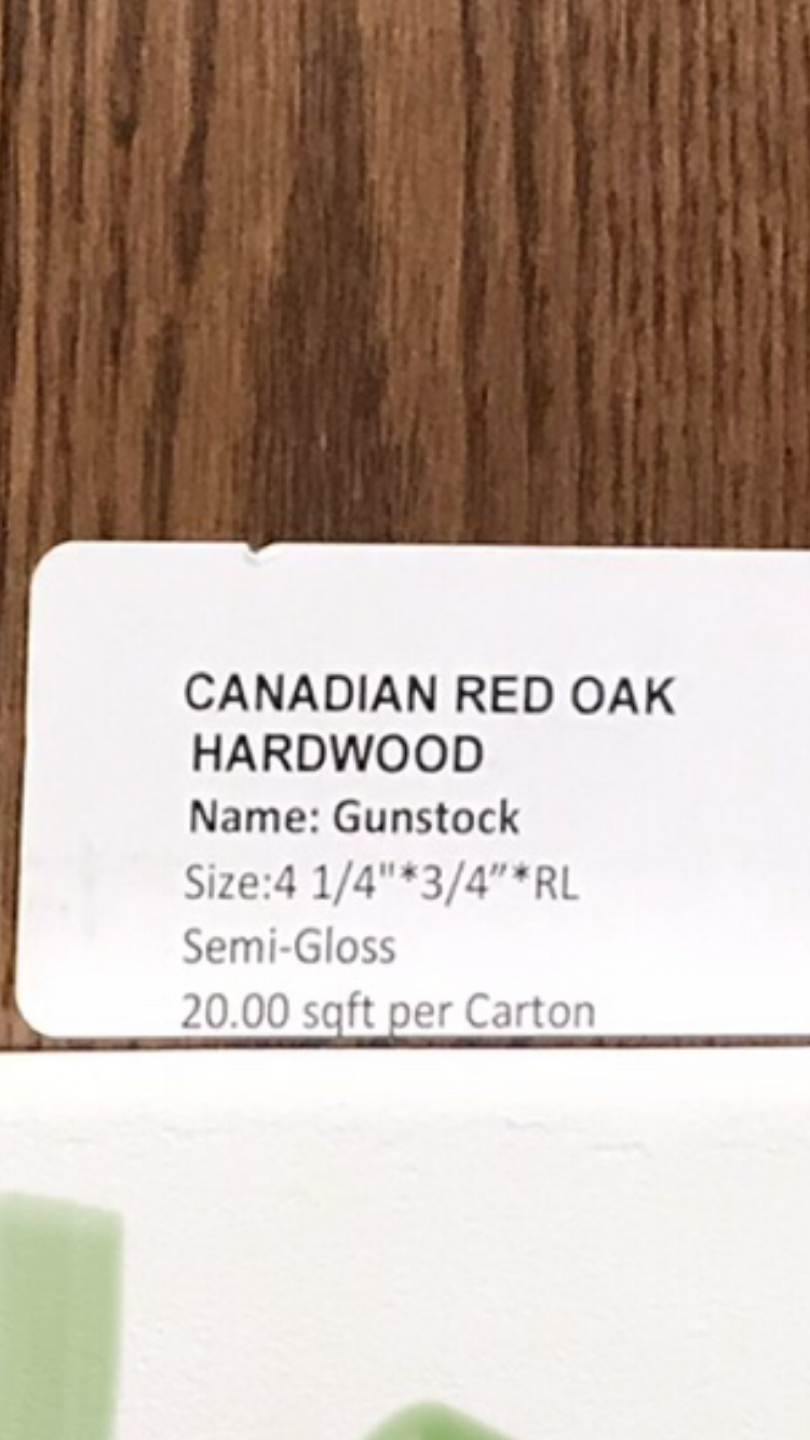 CANADIAN RED OAK
HARDWOOD
Name: Gunstock
Size:4 1/4"*3/4”*RL
Semi-Gloss
20.00 sqft per Carton